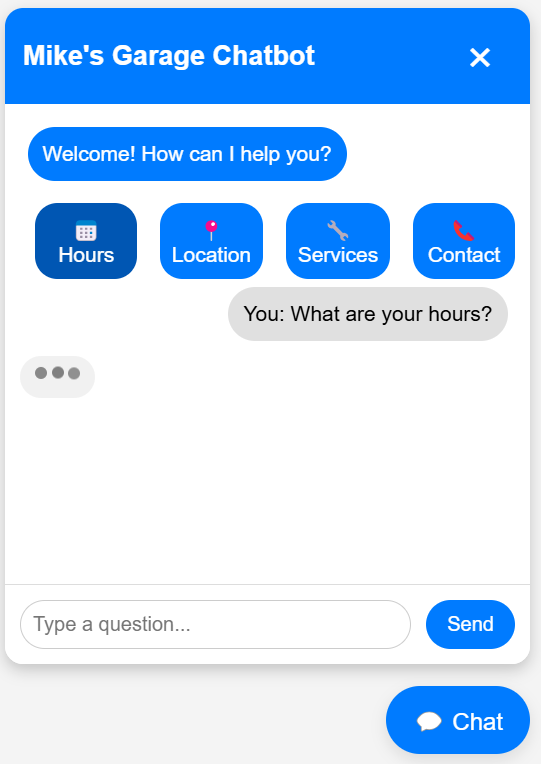 Mike's Garage Chatbot
Welcome! How can I help you?
Hours
Location
Services
Contact
You: What are your hours?
Type a question...
Send
Chat